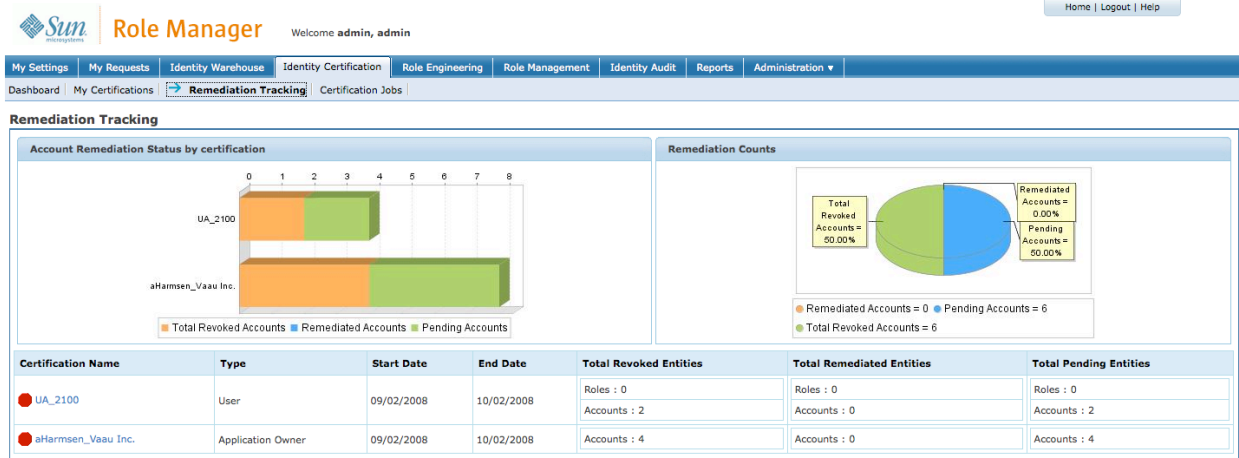 Home | Logout | Help
Sun
microsystems
Role Manager
Welcome admin, admin
My Settings My Requests Identity Warehouse Identity Certification Role Engineering Role Management Identity Audit Reports Administration ▾
Dashboard My Certifications Remediation Tracking Certification Jobs
Remediation Tracking
Account Remediation Status by certification
0 1 2 3 4 5 6 7 8
UA_2100
aHarmsen_Vaau Inc.
Total Revoked Accounts Remediated Accounts Pending Accounts
Remediation Counts
Total
Revoked
Accounts =
50.00%
Remediated
Accounts =
0.00%
Pending
Accounts =
50.00%
Remediated Accounts = 0 Pending Accounts = 6
Total Revoked Accounts = 6
Certification Name Type Start Date End Date Total Revoked Entities Total Remediated Entities Total Pending Entities
UA_2100 User 09/02/2008 10/02/2008 Roles : 0 Roles : 0 Roles : 0
Accounts : 2 Accounts : 0 Accounts : 2
aHarmsen_Vaau Inc. Application Owner 09/02/2008 10/02/2008 Accounts : 4 Accounts : 0 Accounts : 4